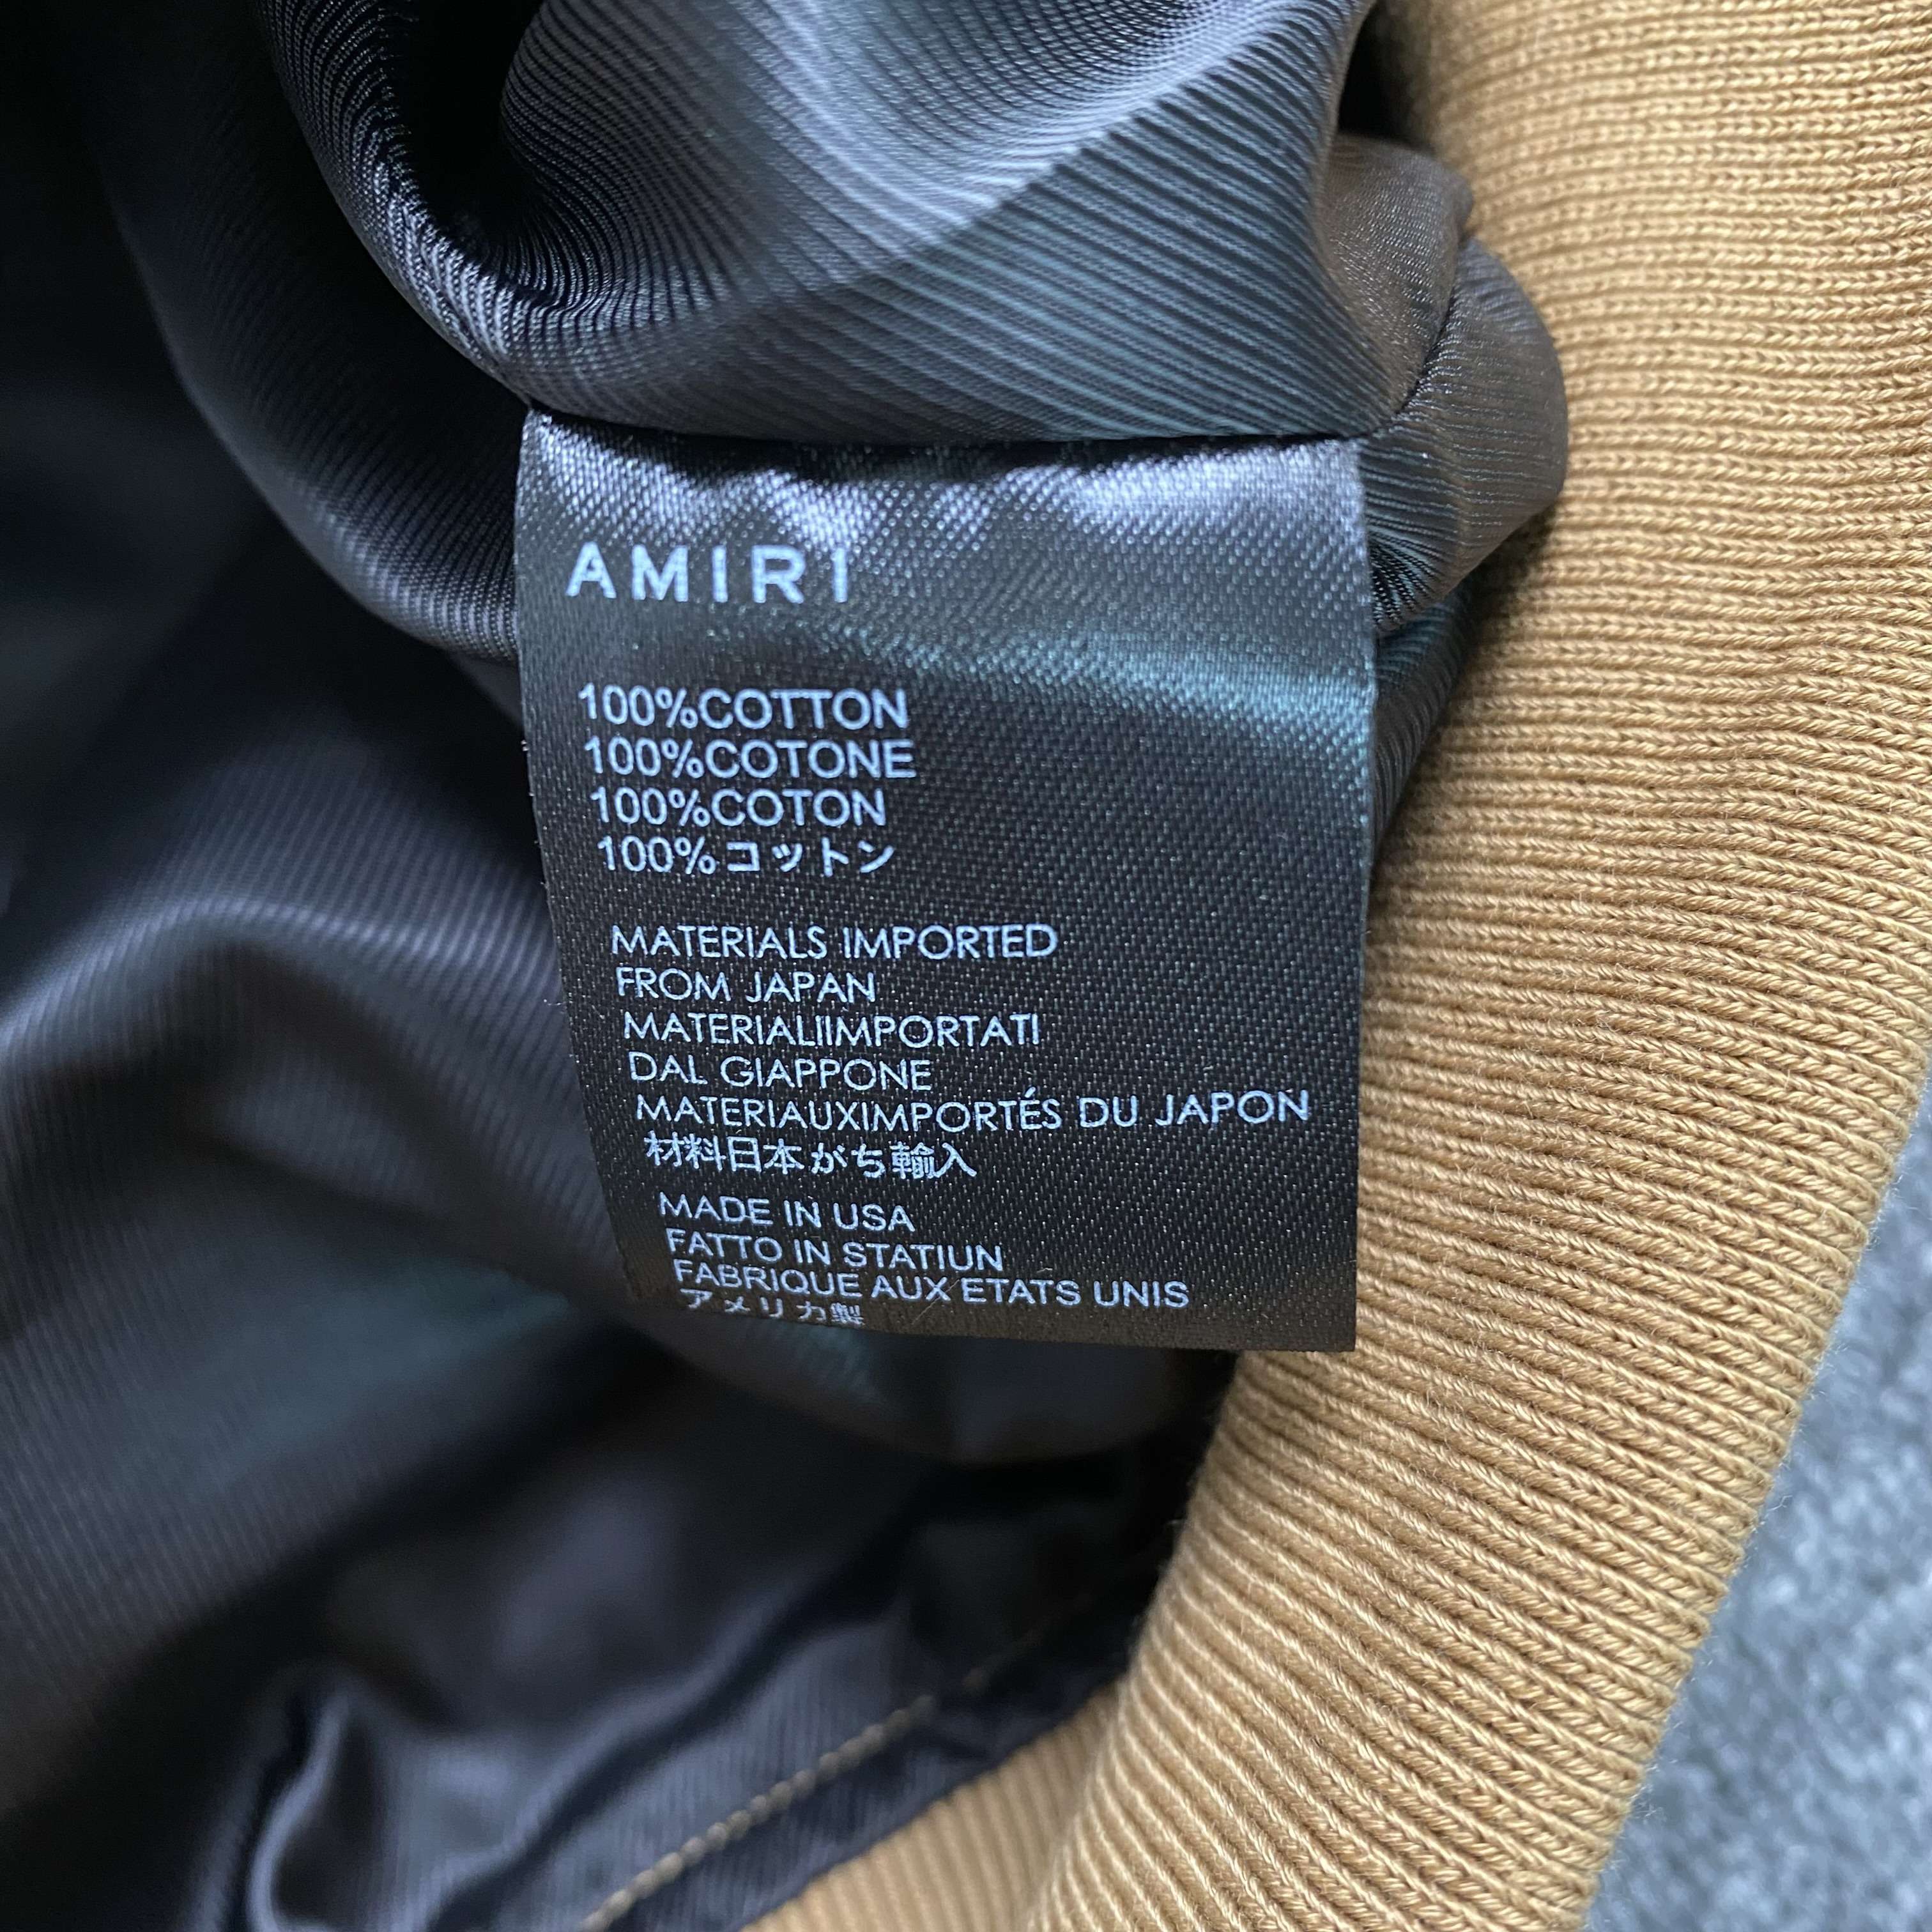 AMIRI
100%COTTON
100%COTONE
100%COTON
100%コットン
MATERIALS IMPORTED
FROM JAPAN
MATERIALIIMPORTATI
DAL GIAPPONE
MATERIAUXIMPORTÉS DU JAPON
材料日本がち輸入
MADE IN USA
FATTO IN STATIUN
FABRIQUE AUX ETATS UNIS
アメリカ製